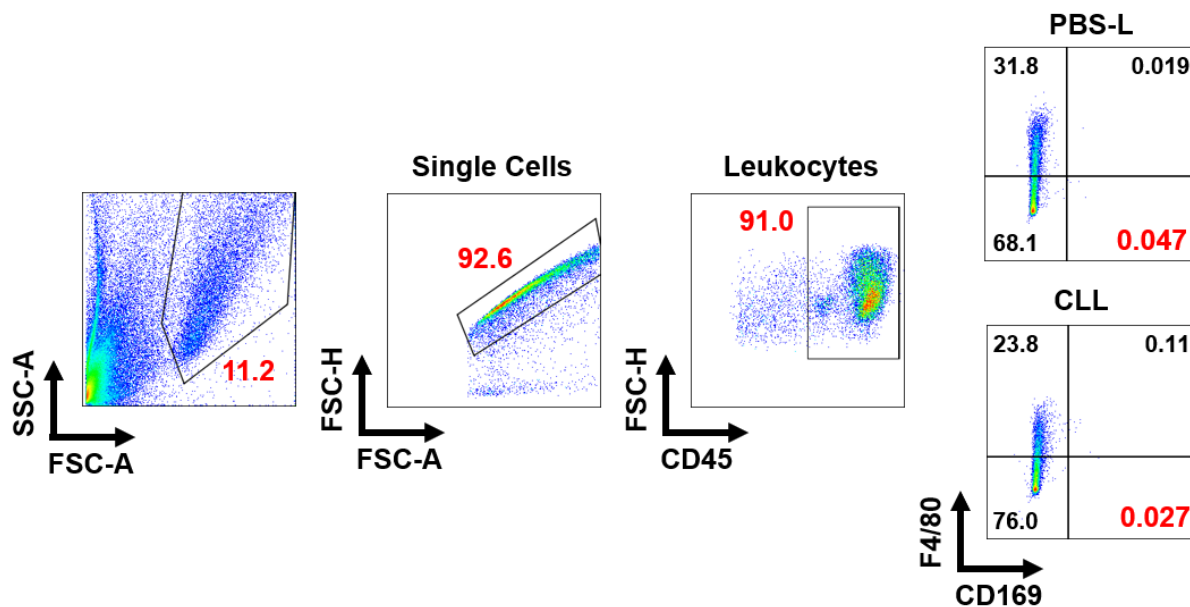 PBS-L
31.8
0.019
68.1
0.047
Single Cells
Leukocytes
92.6
91.0
11.2
SSC-A
FSC-A
FSC-H
FSC-A
FSC-H
CD45
CLL
23.8
0.11
76.0
0.027
F4/80
CD169